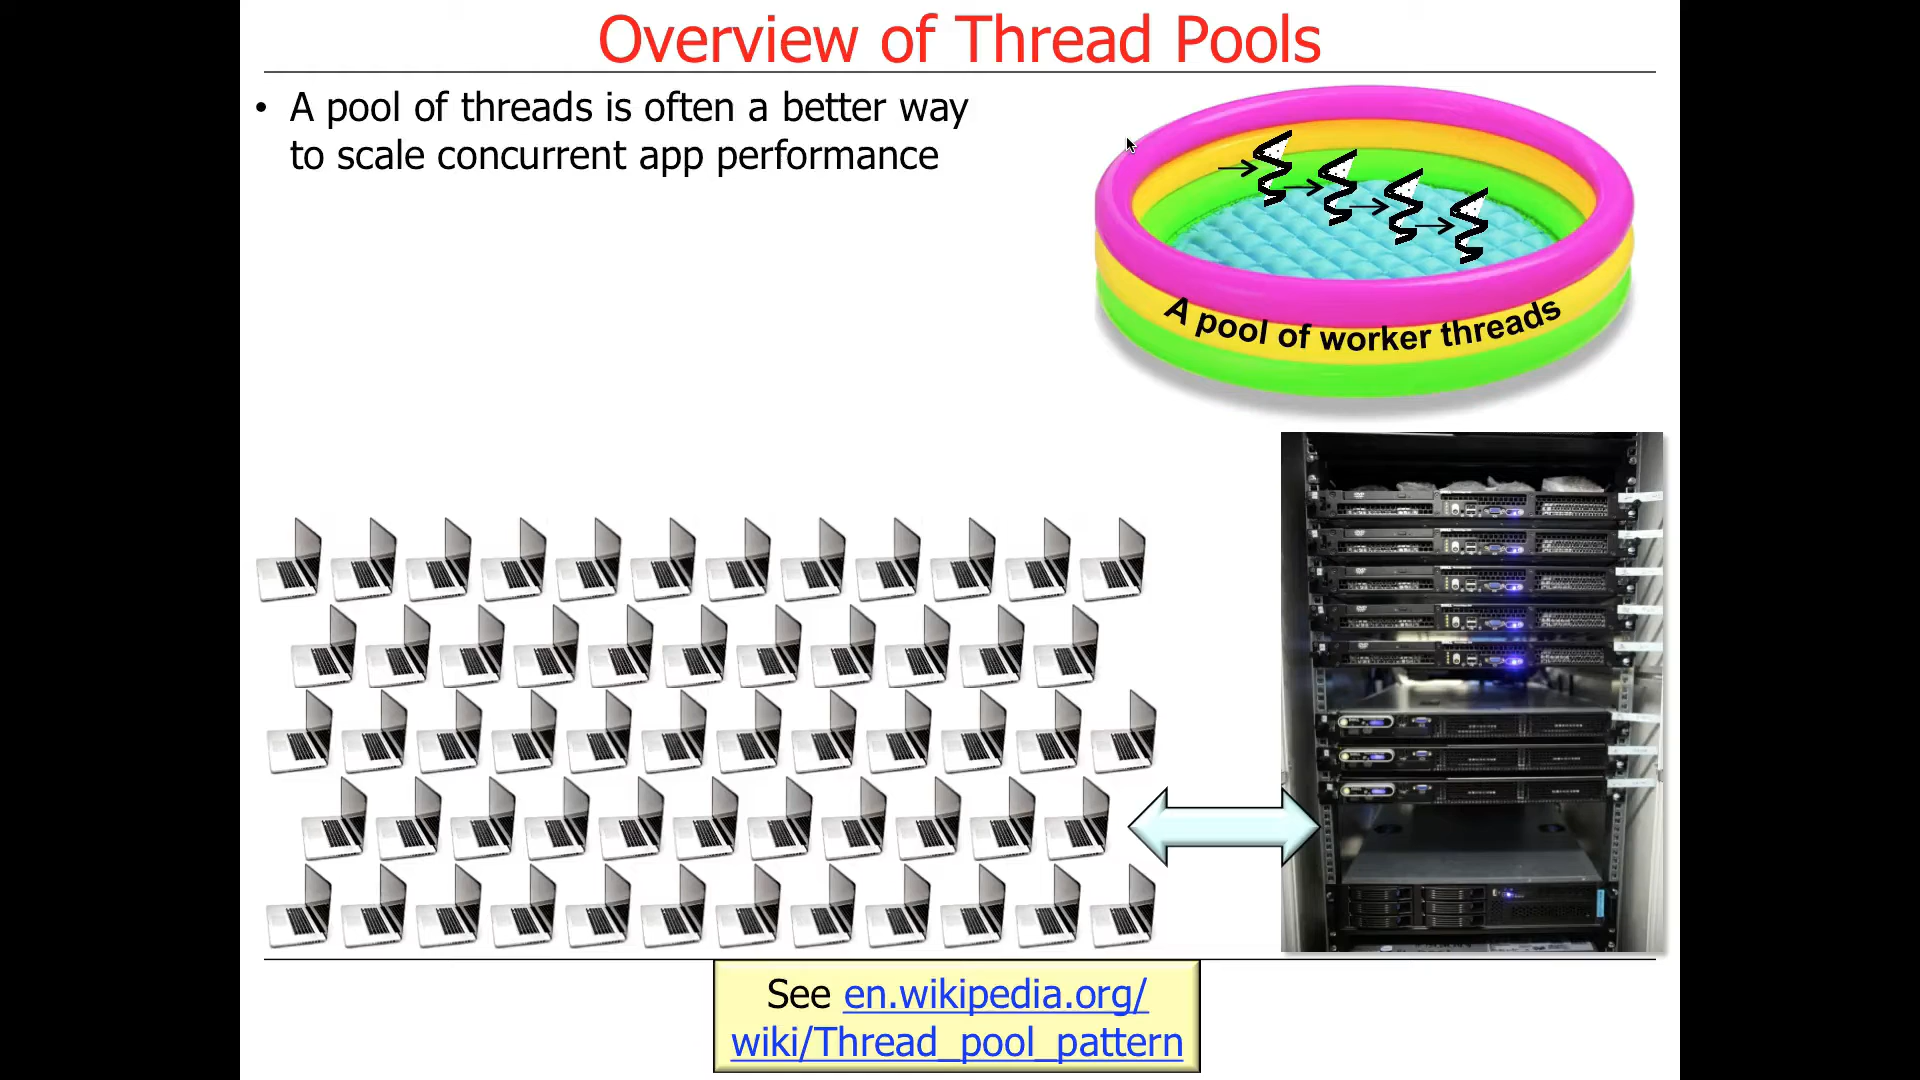 Overview of Thread Pools
• A pool of threads is often a better way
to scale concurrent app performance
A pool of worker threads
See en.wikipedia.org/
wiki/Thread_pool_pattern